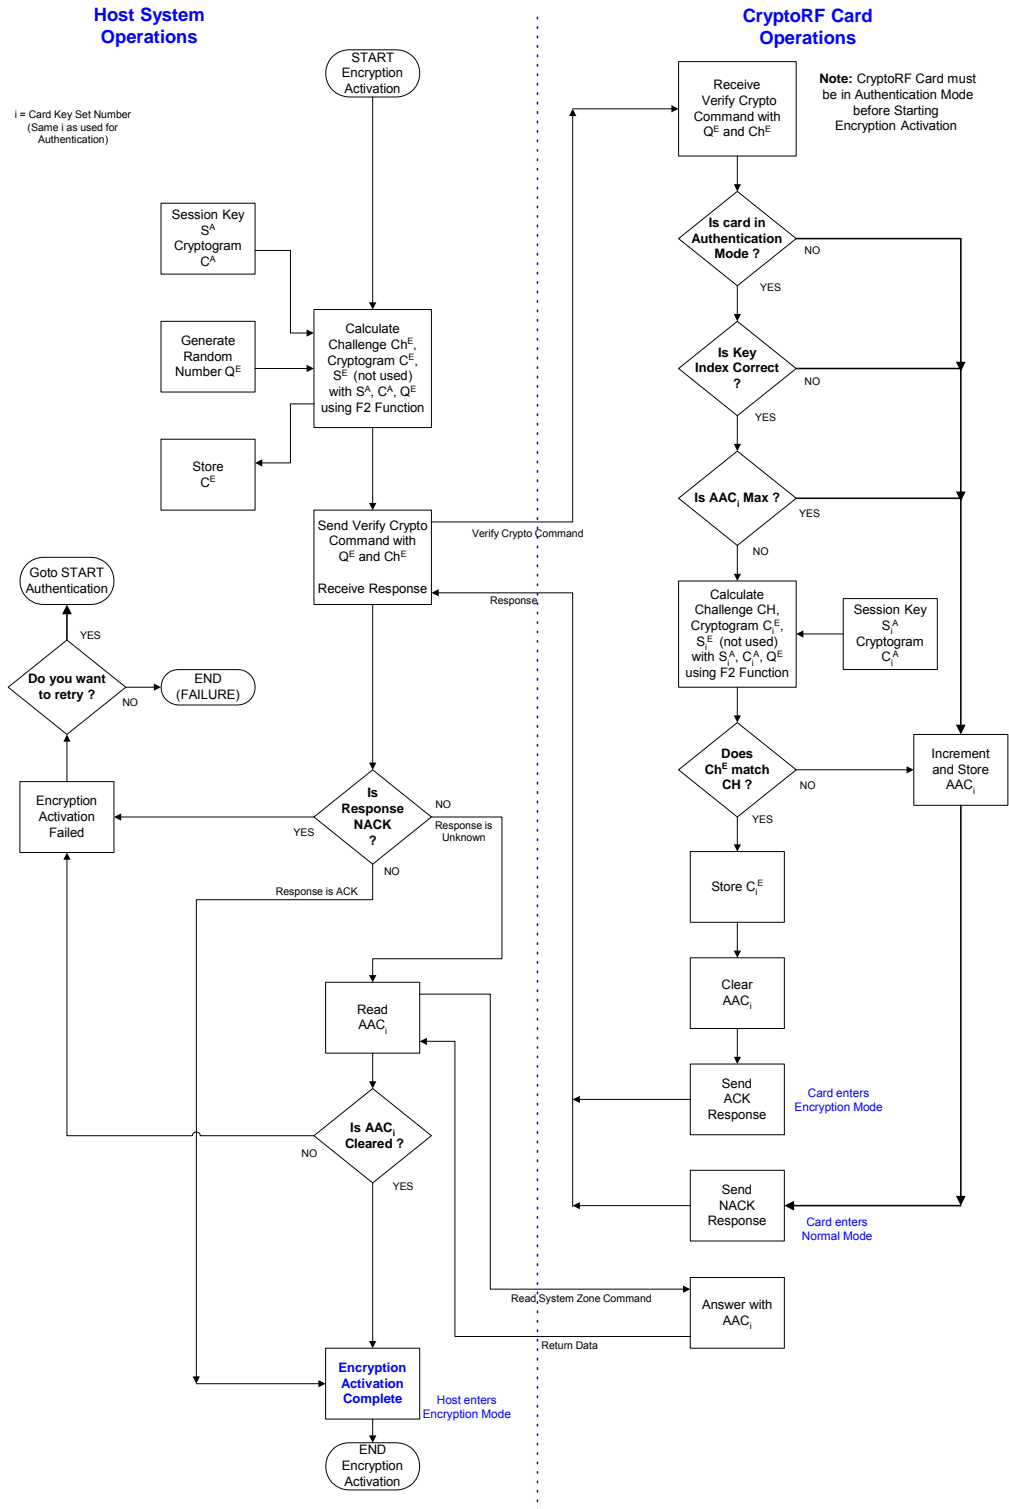 Host System
Operations
CryptoRF Card
Operations
START
Encryption
Activation
i = Card Key Set Number
(Same i as used for
Authentication)
Receive
Verify Crypto
Command with
Qᴱ and Chᴱ
Note: CryptoRF Card must
be in Authentication Mode
before Starting
Encryption Activation
Session Key
Sᴬ
Cryptogram
Cᴬ
Is card in
Authentication
Mode ?
NO
YES
Generate
Random
Number Qᴱ
Calculate
Challenge Chᴱ,
Cryptogram Cᴱ,
Sᴱ (not used)
with Sᴬ, Cᴬ, Qᴱ
using F2 Function
Is Key
Index Correct
?
NO
YES
Store
Cᴱ
Is AACᵢ Max ?
YES
NO
Send Verify Crypto
Command with
Qᴱ and Chᴱ
Receive Response
Verify Crypto Command
Response
Goto START
Authentication
YES
Do you want
to retry ?
NO
END
(FAILURE)
Calculate
Challenge CH,
Cryptogram Cᵢᴱ,
Sᵢᴱ (not used)
with Sᵢᴬ, Cᵢᴬ, Qᴱ
using F2 Function
Session Key
Sᵢᴬ
Cryptogram
Cᵢᴬ
Does
Chᴱ match
CH ?
NO
YES
Increment
and Store
AACᵢ
Encryption
Activation
Failed
YES
Is
Response
NACK
?
NO
Response is
Unknown
NO
Response is ACK
Store Cᵢᴱ
Clear
AACᵢ
Read
AACᵢ
Send
ACK
Response
Card enters
Encryption Mode
Is AACᵢ
Cleared ?
NO
YES
Send
NACK
Response
Card enters
Normal Mode
Read System Zone Command
Answer with
AACᵢ
Return Data
Encryption
Activation
Complete
Host enters
Encryption Mode
END
Encryption
Activation